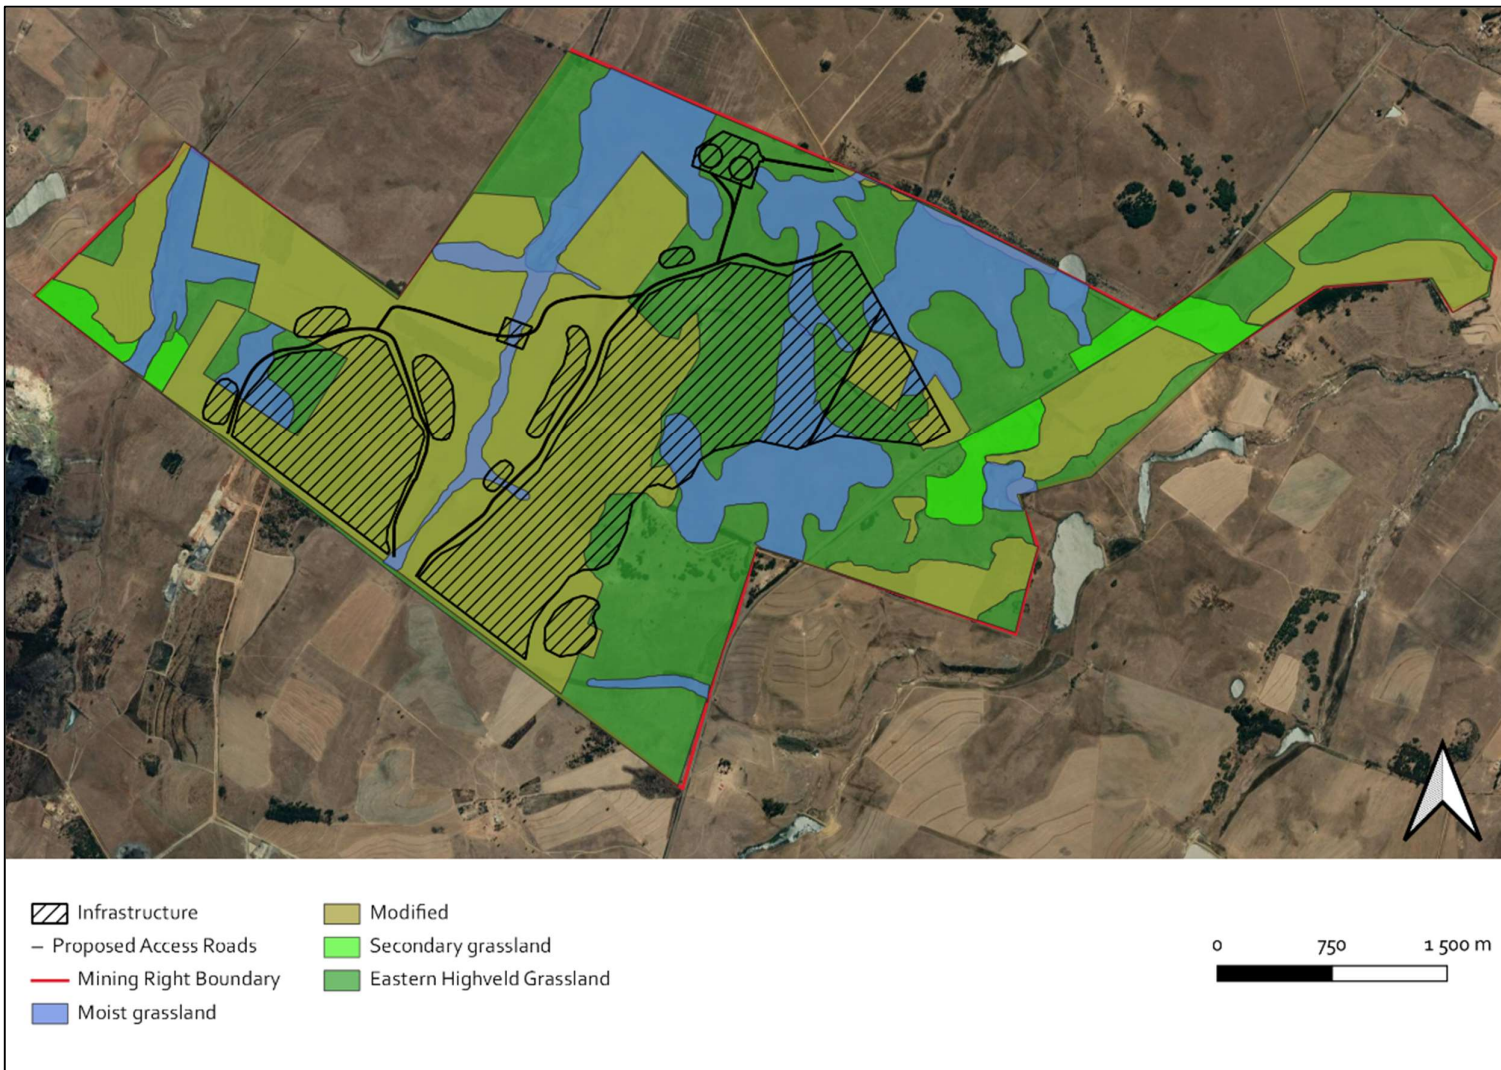 Infrastructure
Proposed Access Roads
Mining Right Boundary
Moist grassland
Modified
Secondary grassland
Eastern Highveld Grassland
0 750 1 500 m